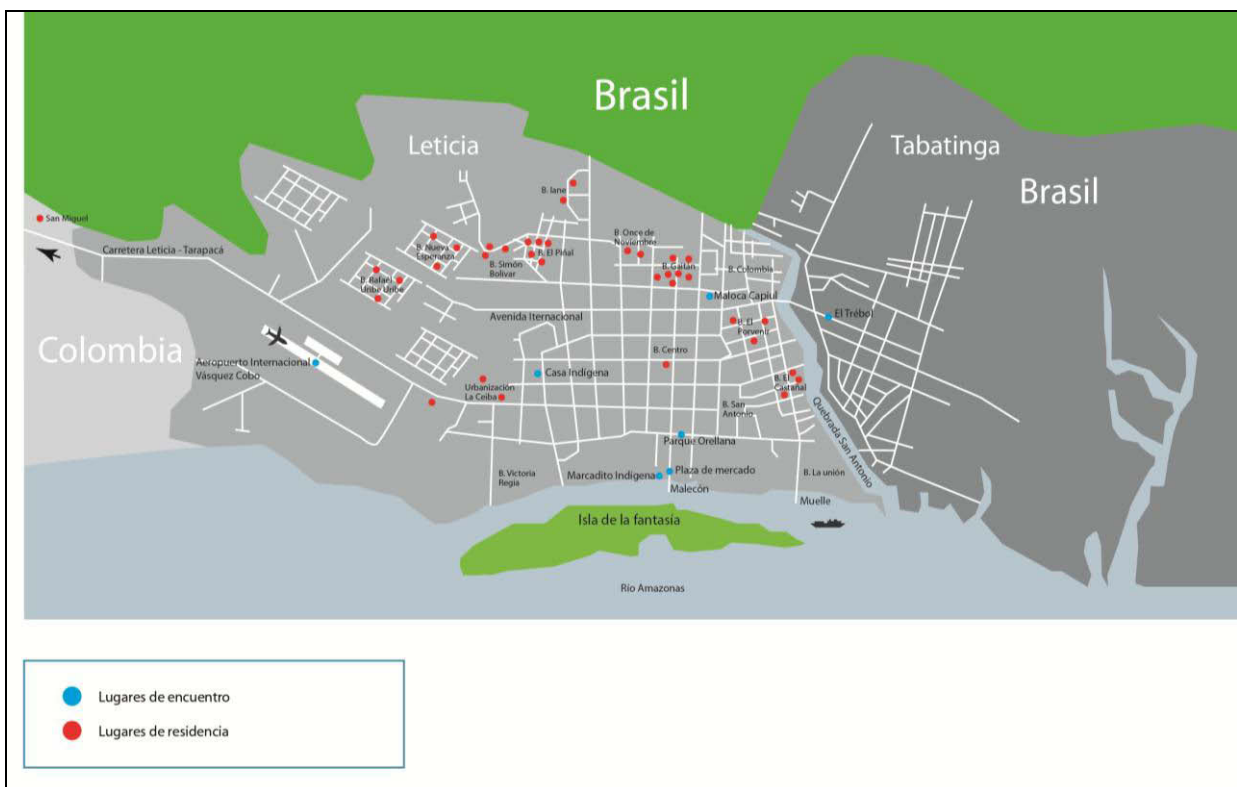 Brasil
Leticia
Tabatinga
Brasil
B. Iane
San Miguel
B. Once de
Noviembre
Carretera Leticia - Tarapacá
B. Nueva
Esperanza
B. El Piñal
B. Simón
Bolivar
B. Gaitán
B. Colombia
B. Rafael
Uribe Uribe
Maloca Capiul
Avenida Iternacional
B. El
Porvenir
El Trébol
Colombia
Aeropuerto Internacional
Vásquez Cobo
B. Centro
Casa Indígena
Urbanización
La Ceiba
B. El
Castañal
B. San
Antonio
Quebrada San Antonio
Parque Orellana
B. Victoria
Regia
Marcadito Indígena
Plaza de mercado
B. La unión
Malecón
Muelle
Isla de la fantasía
Río Amazonas
Lugares de encuentro
Lugares de residencia